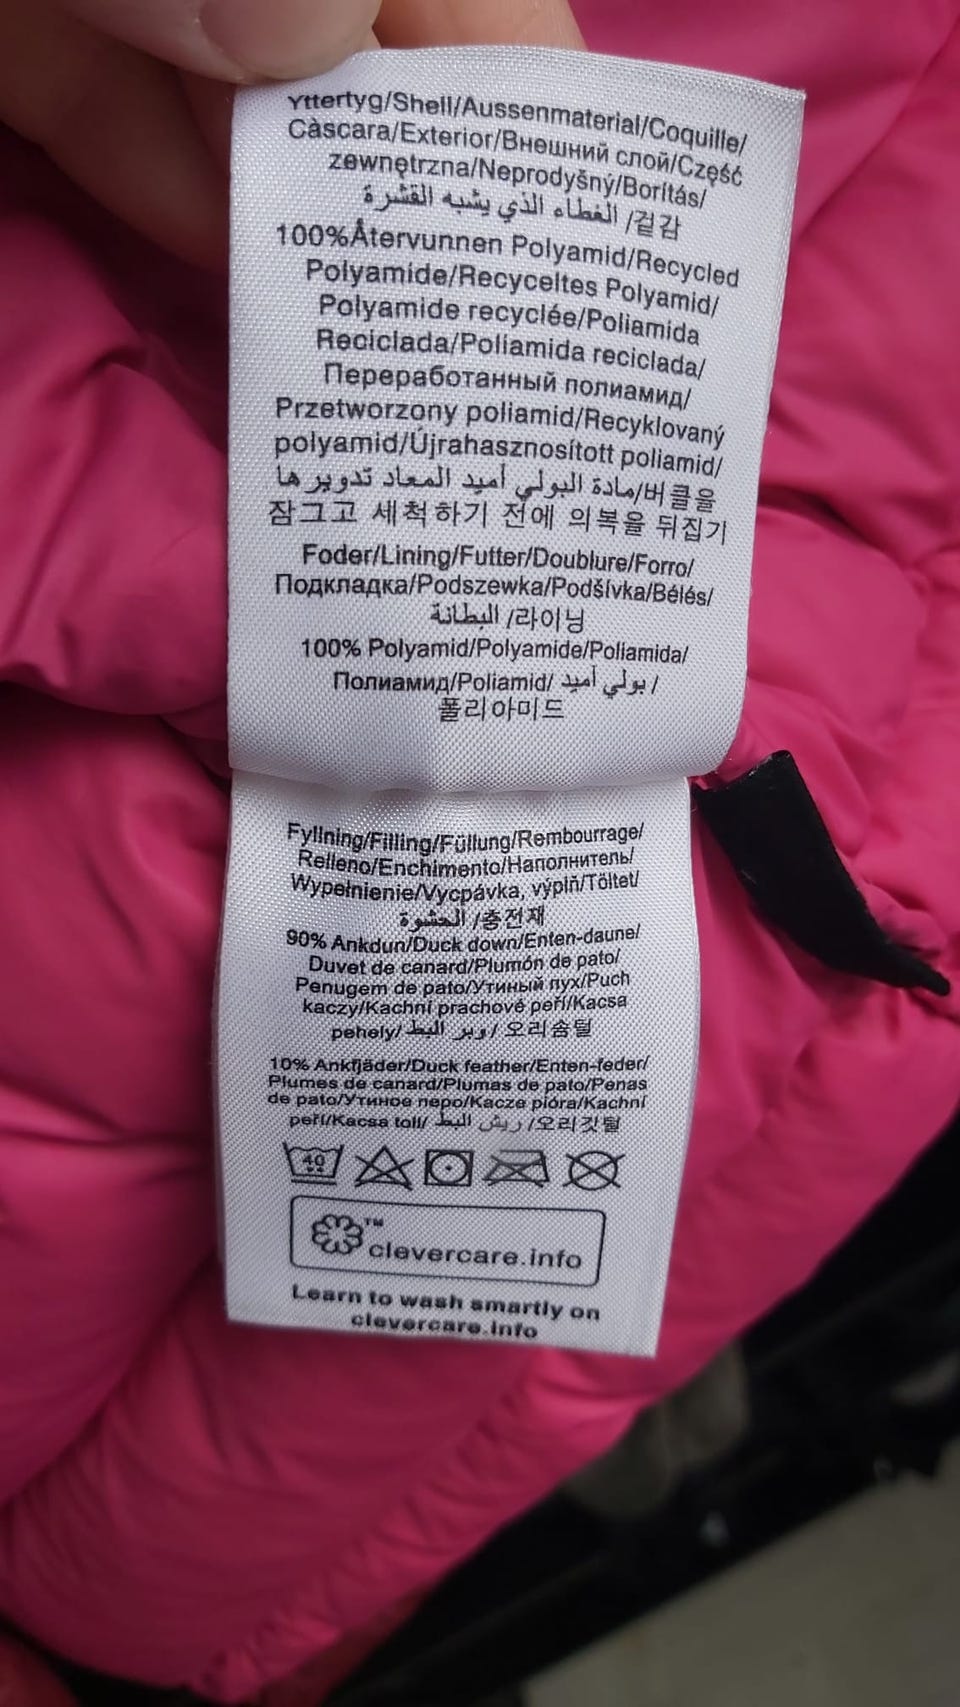 Yttertyg/Shell/Aussenmaterial/Coquille/
Càscara/Exterior/Внешний слой/Część
zewnętrzna/Neprodyšný/Borítás/
الغطاء الذي يشبه القشرة /겉감
100%Återvunnen Polyamid/Recycled
Polyamide/Recyceltes Polyamid/
Polyamide recyclée/Poliamida
Reciclada/Poliamida reciclada/
Переработанный полиамид/
Przetworzony poliamid/Recyklovaný
polyamid/Újrahasznosított poliamid/
مادة البولي أميد المعاد تدويرها/버클을
잠그고 세척하기 전에 의복을 뒤집기
Foder/Lining/Futter/Doublure/Forro/
Подкладка/Podszewka/Podšívka/Bélés/
البطانة /라이닝
100% Polyamid/Polyamide/Poliamida/
Полиамид/Poliamid/ بولي أميد /
폴리아미드
Fyllning/Filling/Füllung/Rembourrage/
Relleno/Enchimento/Наполнитель/
Wypełnienie/Vycpávka, výplň/Töltet/
الحشوة /충전재
90% Ankdun/Duck down/Enten-daune/
Duvet de canard/Plumón de pato/
Penugem de pato/Утиный пух/Puch
kaczy/Kachní prachové peří/Kacsa
pehely/ وبر البط / 오리솜털
10% Ankfjäder/Duck feather/Enten-feder/
Plumes de canard/Plumas de pato/Penas
de pato/Утиное перо/Kacze pióra/Kachní
peří/Kacsa toll/ ريش البط /오리깃털
40
™
clevercare.info
Learn to wash smartly on
clevercare.info